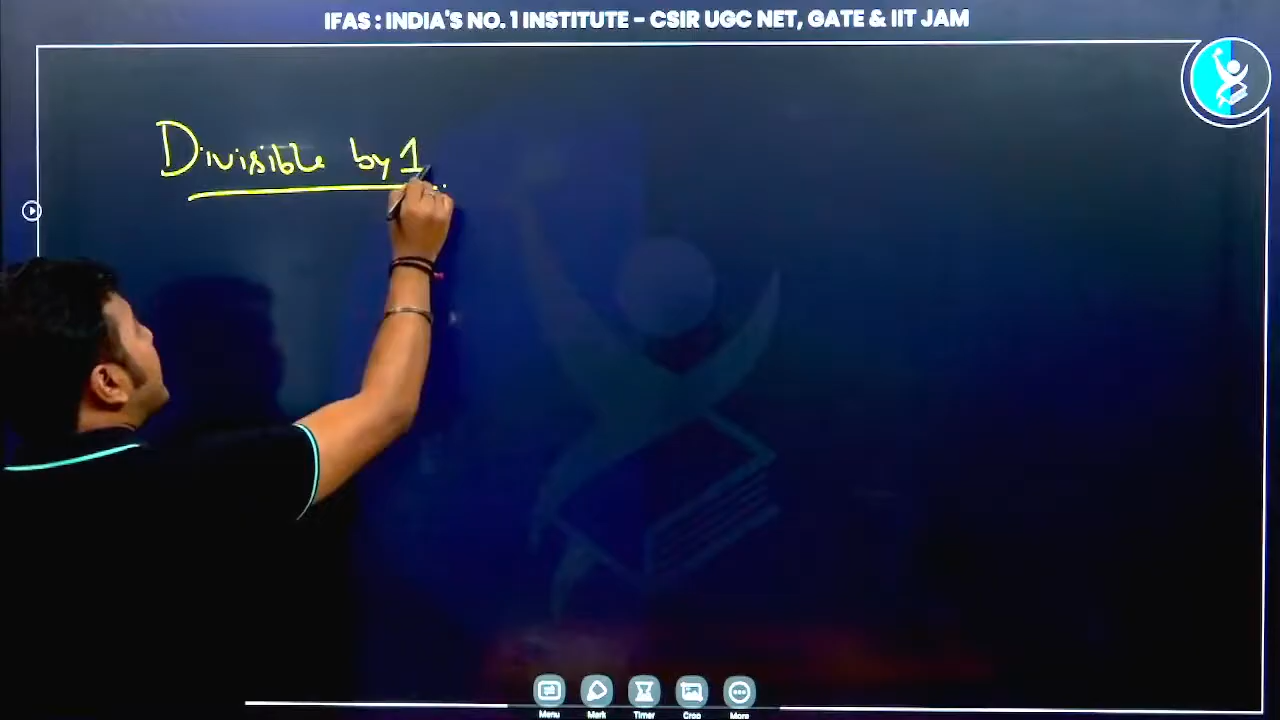 IFAS : INDIA'S NO. 1 INSTITUTE - CSIR UGC NET, GATE & IIT JAM
Divisible by 1
Menu Mark Timer Crop More